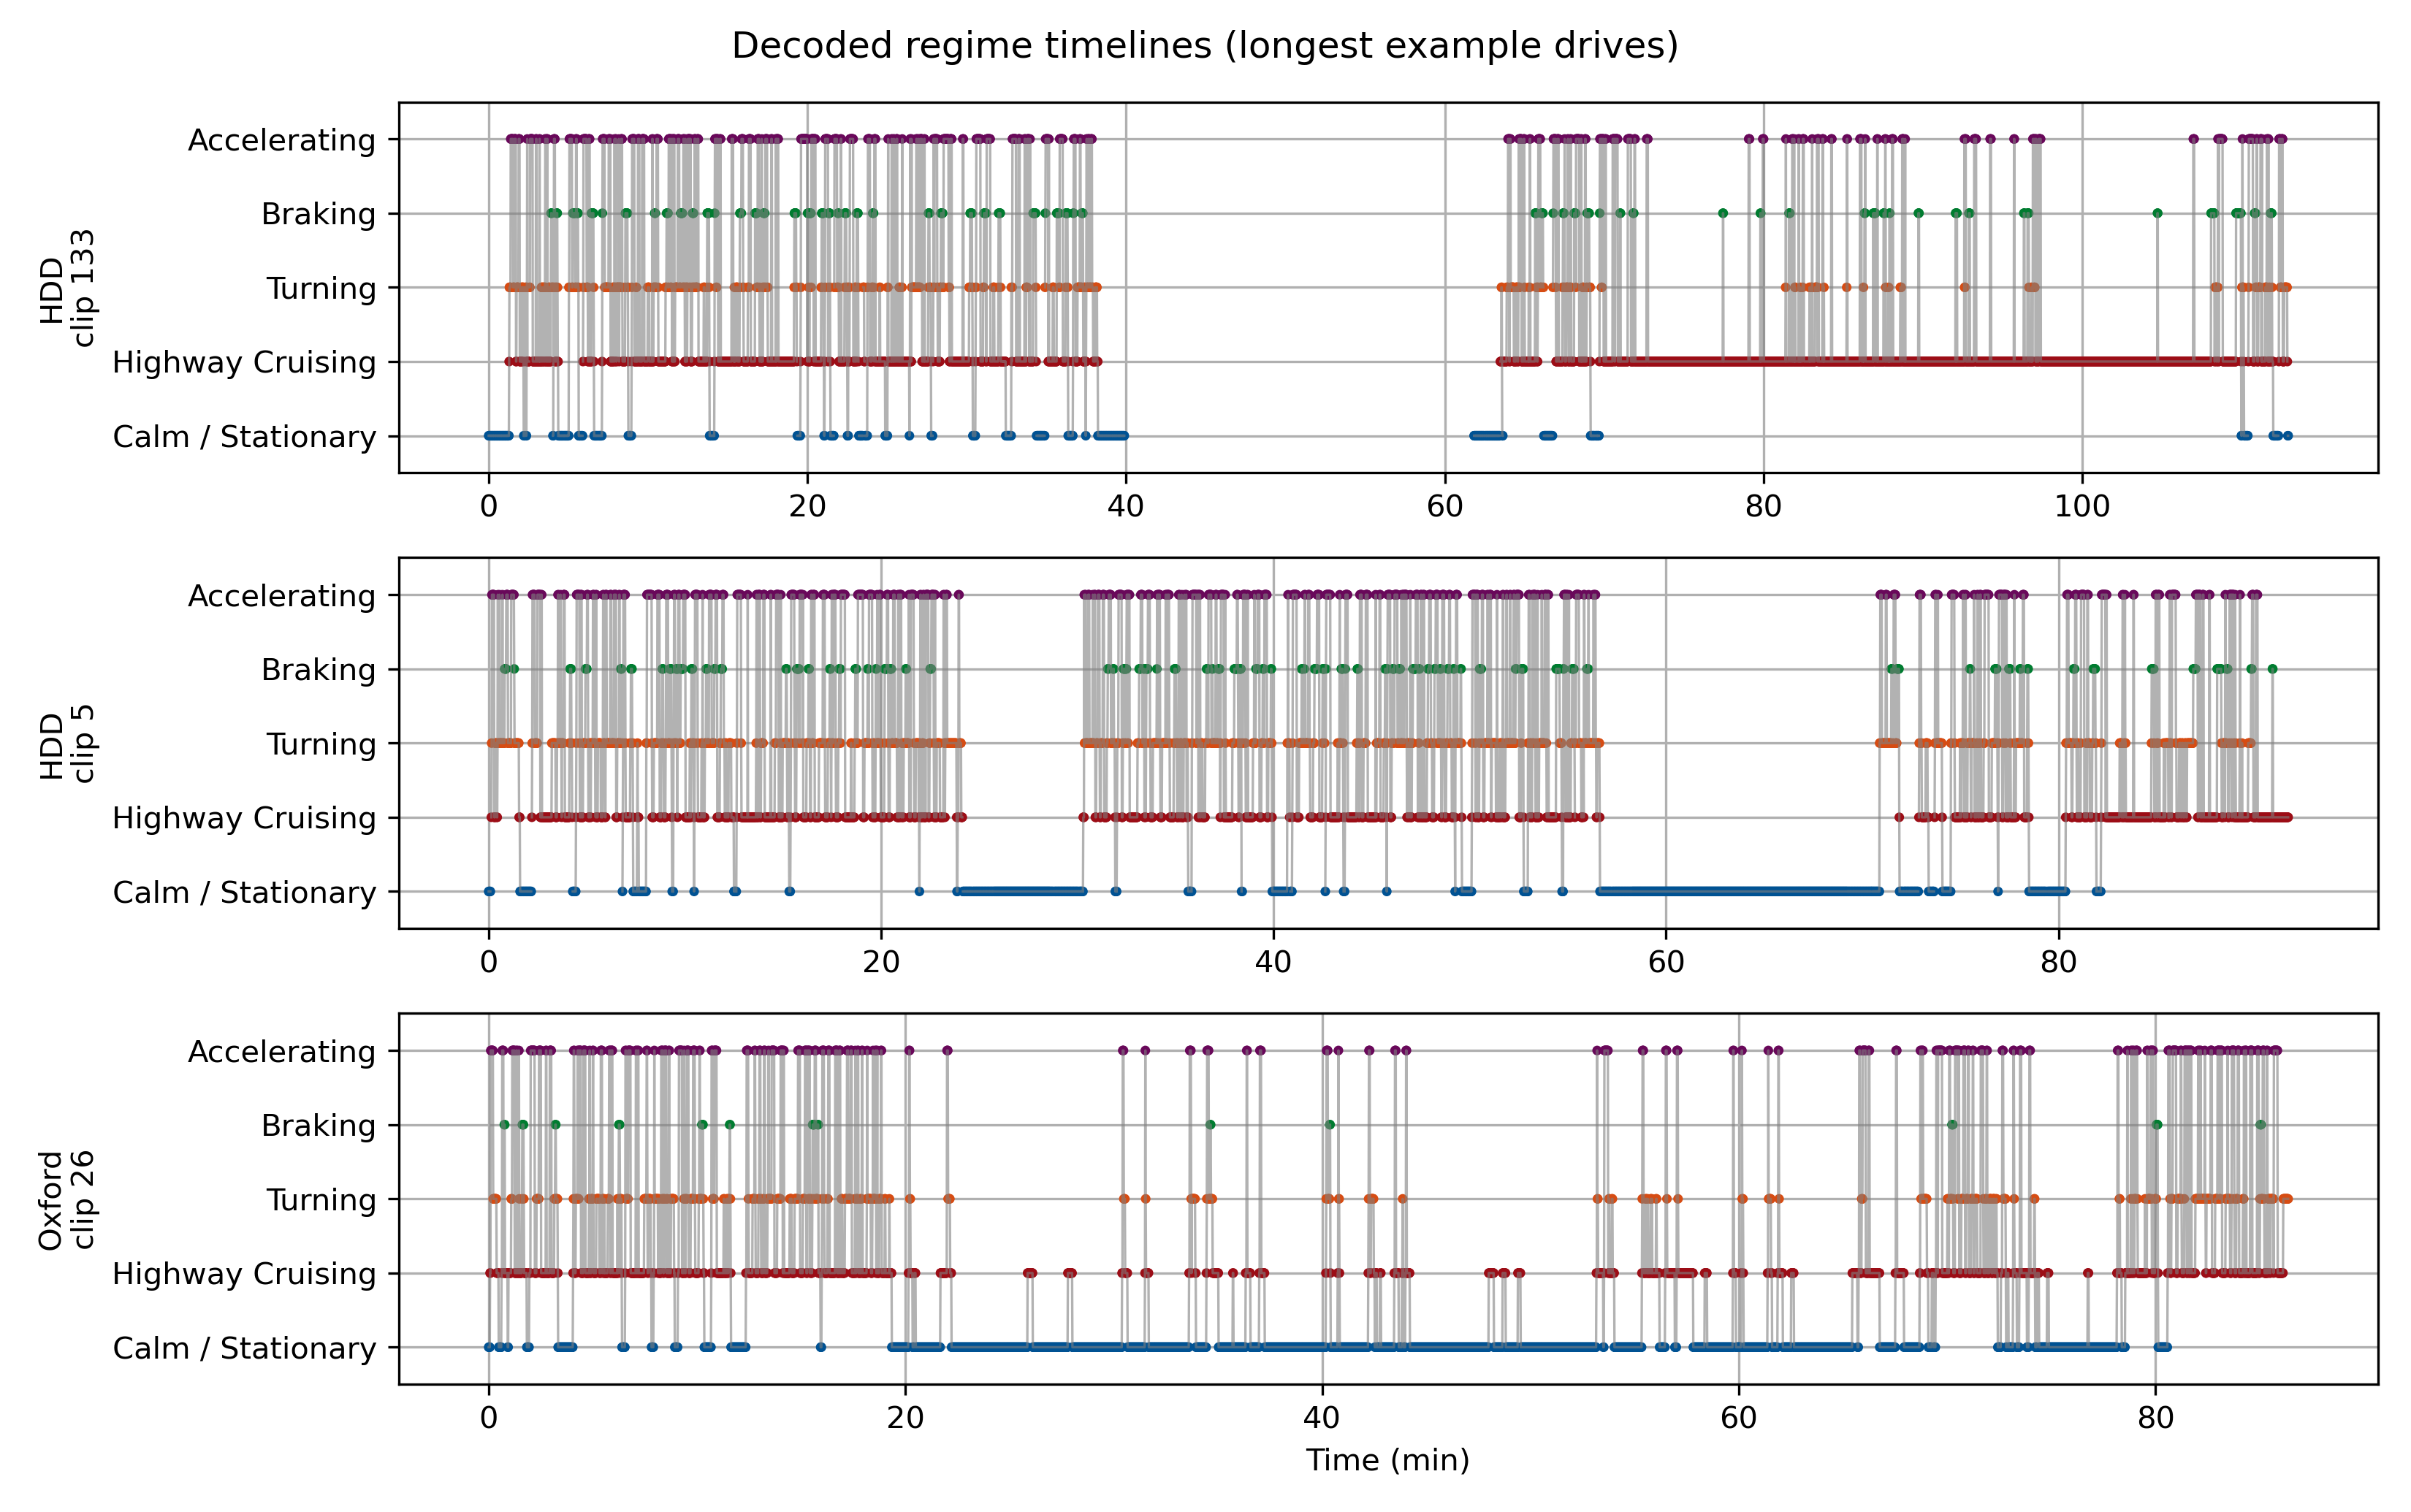 Decoded regime timelines (longest example drives)
HDD
clip 133
Accelerating
Braking
Turning
Highway Cruising
Calm / Stationary
0 20 40 60 80 100
HDD
clip 5
Accelerating
Braking
Turning
Highway Cruising
Calm / Stationary
0 20 40 60 80
Oxford
clip 26
Accelerating
Braking
Turning
Highway Cruising
Calm / Stationary
0 20 40 60 80
Time (min)